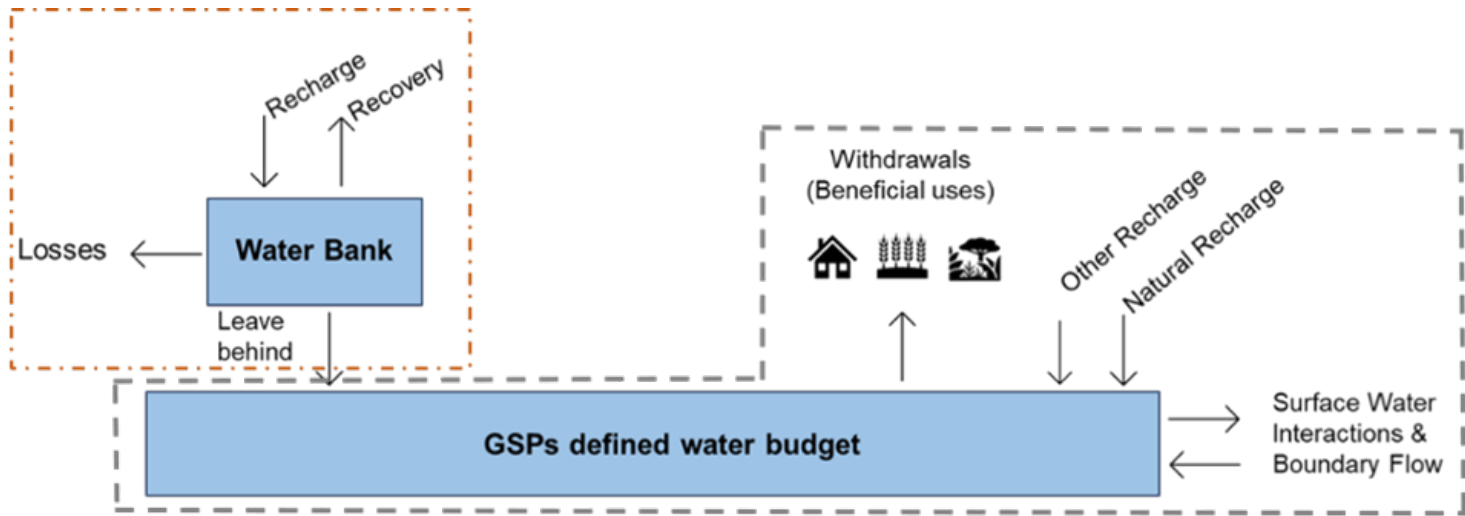 Recharge
Recovery
Losses
Water Bank
Leave
behind
Withdrawals
(Beneficial uses)
Other Recharge
Natural Recharge
GSPs defined water budget
Surface Water
Interactions &
Boundary Flow